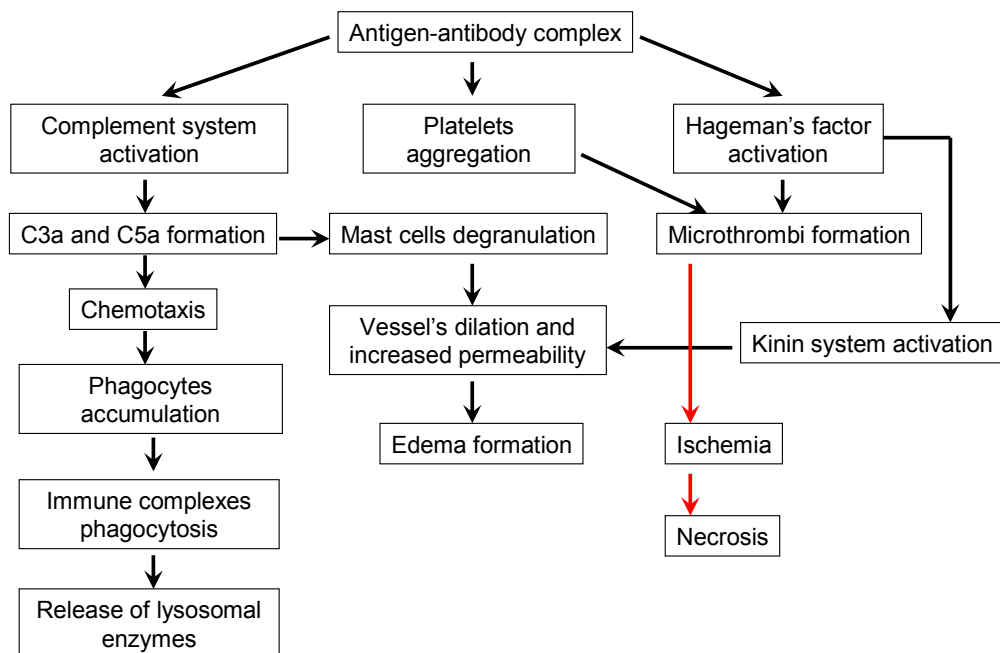 Antigen-antibody complex
Complement system
activation
Platelets
aggregation
Hageman’s factor
activation
C3a and C5a formation
Mast cells degranulation
Microthrombi formation
Chemotaxis
Vessel’s dilation and
increased permeability
Kinin system activation
Phagocytes
accumulation
Edema formation
Ischemia
Immune complexes
phagocytosis
Necrosis
Release of lysosomal
enzymes